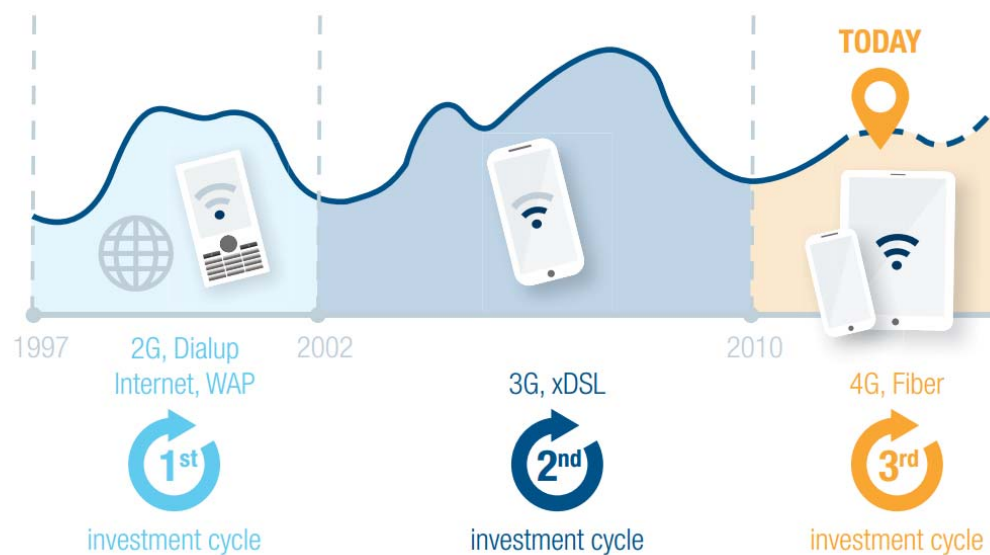 TODAY
1997
2G, Dialup
Internet, WAP
2002
3G, xDSL
2010
4G, Fiber
1st
investment cycle
2nd
investment cycle
3rd
investment cycle